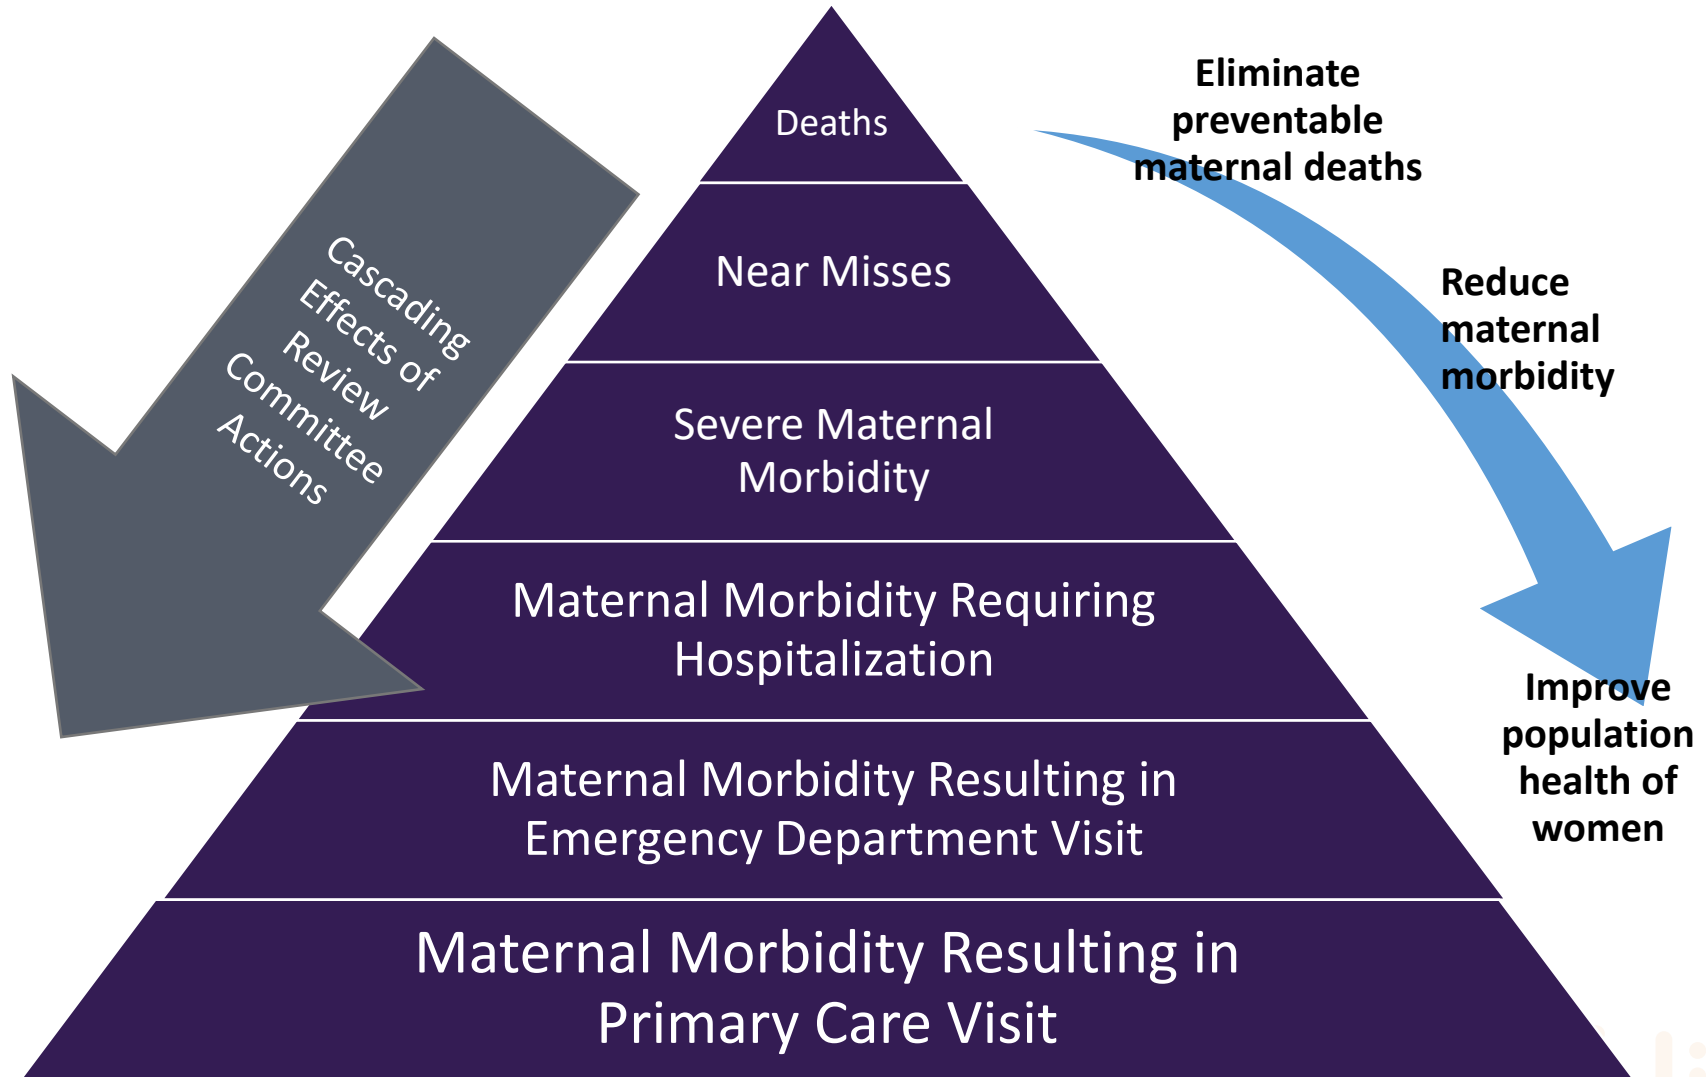 Deaths
Near Misses
Severe Maternal
Morbidity
Maternal Morbidity Requiring
Hospitalization
Maternal Morbidity Resulting in
Emergency Department Visit
Maternal Morbidity Resulting in
Primary Care Visit
Cascading
Effects of
Review
Committee
Actions
Eliminate
preventable
maternal deaths
Reduce
maternal
morbidity
Improve
population
health of
women